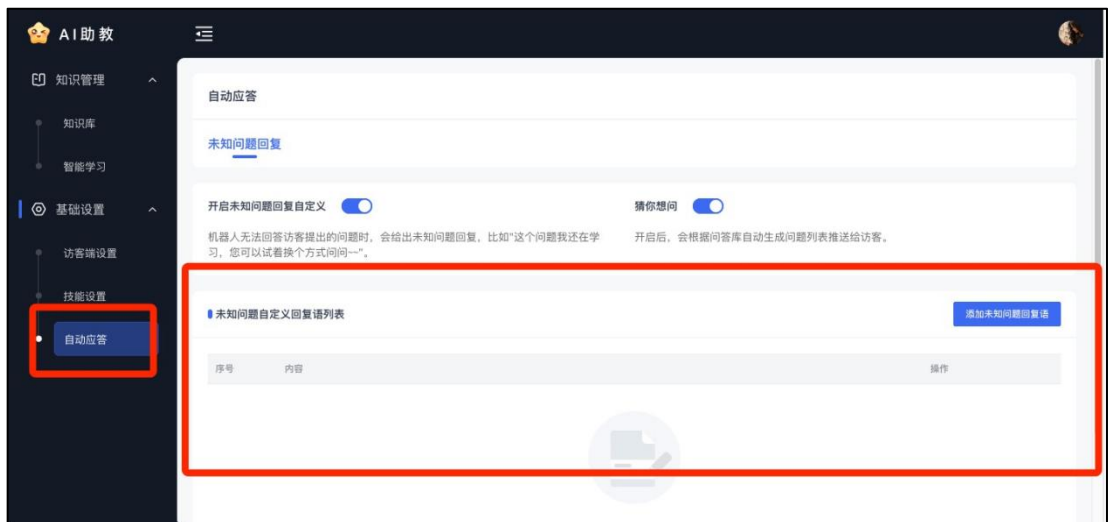 AI助教
知识管理
知识库
智能学习
基础设置
访客端设置
技能设置
自动应答
自动应答
未知问题回复
开启未知问题回复自定义
机器人无法回答访客提出的问题时，会给出未知问题回复，比如"这个问题我还在学
习，您可以试着换个方式问问~~"。
猜你想问
开启后，会根据问答库自动生成问题列表推送给访客。
未知问题自定义回复语列表
添加未知问题回复语
序号 内容 操作